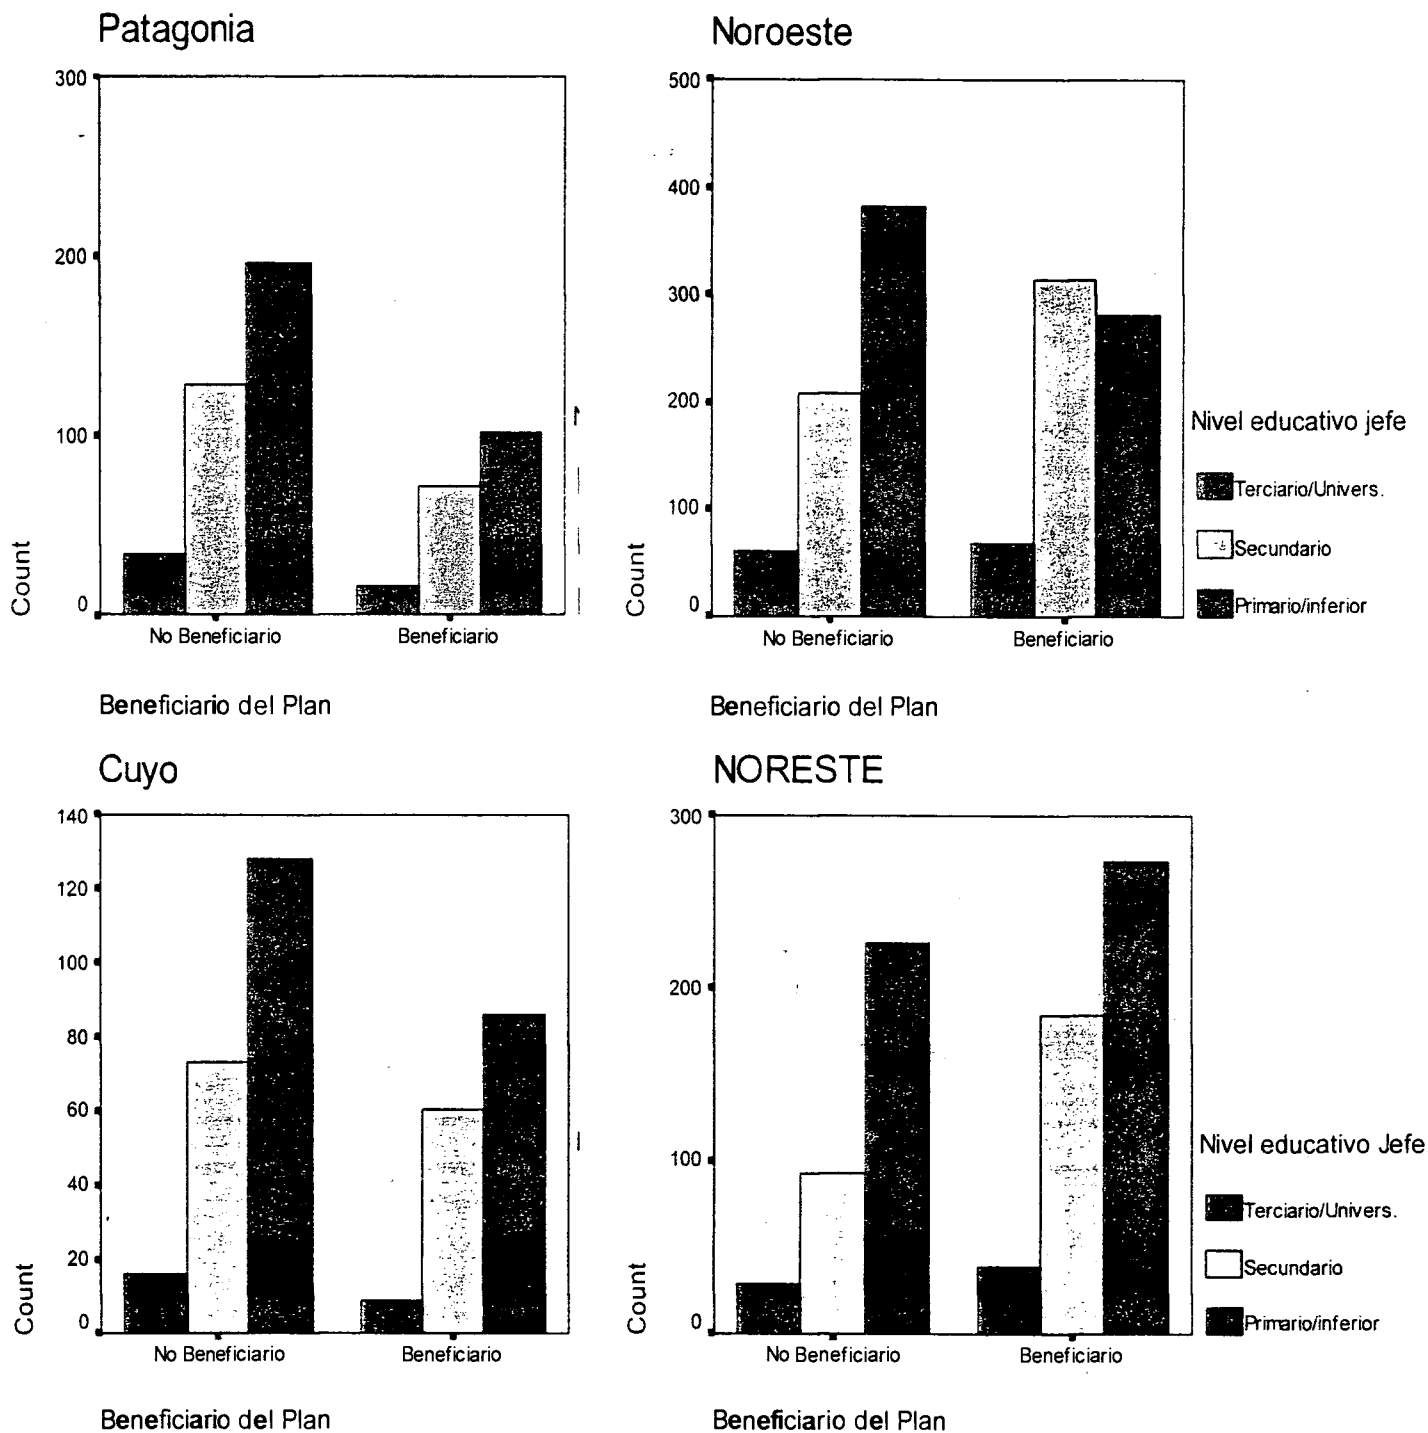 Patagonia
300
200
100
0
Count
No Beneficiario
Beneficiario
Beneficiario del Plan
Noroeste
500
400
300
200
100
0
Count
No Beneficiario
Beneficiario
Beneficiario del Plan
Nivel educativo jefe
Terciario/Univers.
Secundario
Primario/inferior
Cuyo
140
120
100
80
60
40
20
0
Count
No Beneficiario
Beneficiario
Beneficiario del Plan
NORESTE
300
200
100
0
Count
No Beneficiario
Beneficiario
Beneficiario del Plan
Nivel educativo Jefe
Terciario/Univers.
Secundario
Primario/inferior